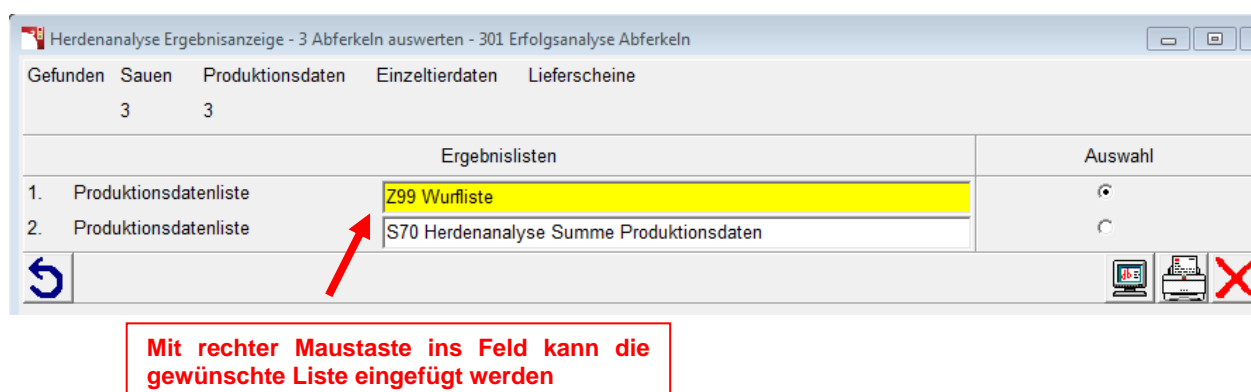 Herdenanalyse Ergebnisanzeige - 3 Abferkeln auswerten - 301 Erfolgsanalyse Abferkeln
Gefunden Sauen Produktionsdaten Einzeltierdaten Lieferscheine
3 3
Ergebnislisten Auswahl
1. Produktionsdatenliste Z99 Wurfliste
2. Produktionsdatenliste S70 Herdenanalyse Summe Produktionsdaten
Mit rechter Maustaste ins Feld kann die
gewünschte Liste eingefügt werden